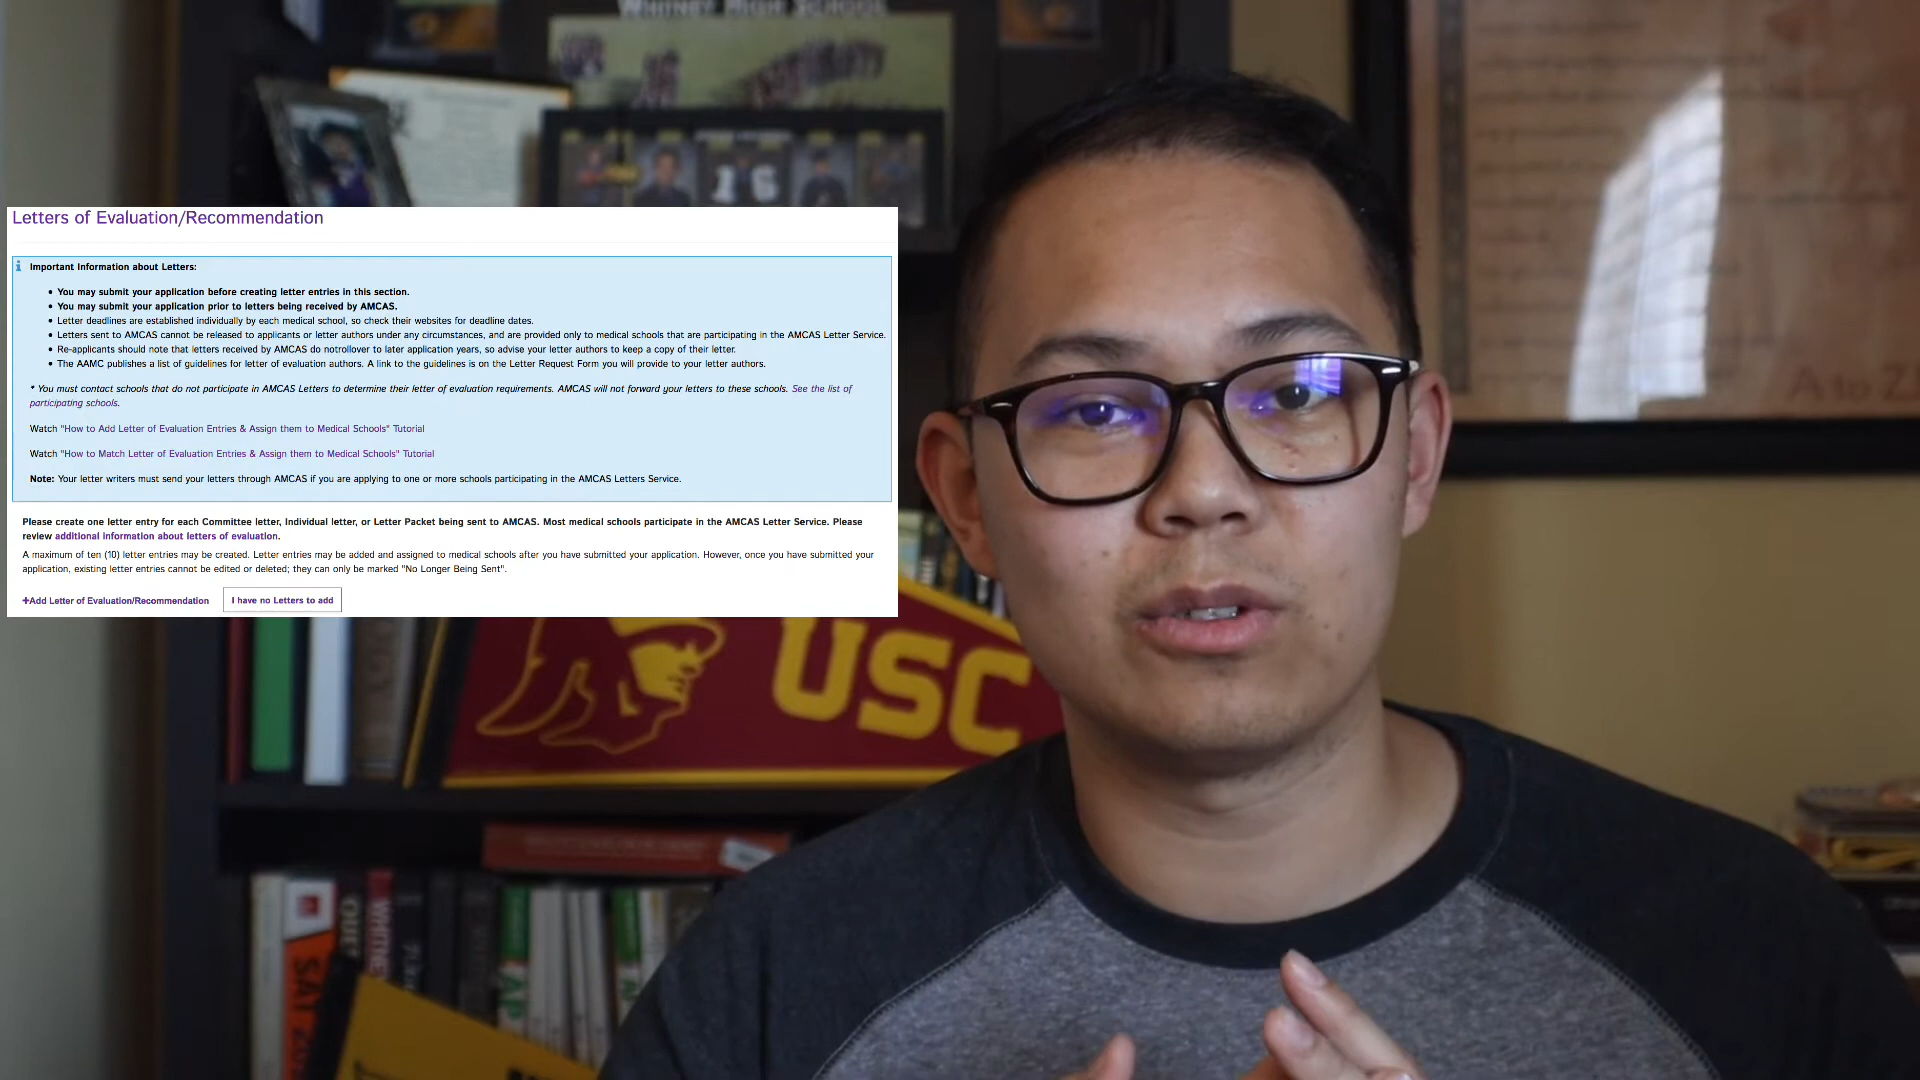 WHITNEY HIGH SCHOOL
16
Letters of Evaluation/Recommendation
Important Information about Letters:
• You may submit your application before creating letter entries in this section.
• You may submit your application prior to letters being received by AMCAS.
• Letter deadlines are established individually by each medical school, so check their websites for deadline dates.
• Letters sent to AMCAS cannot be released to applicants or letter authors under any circumstances, and are provided only to medical schools that are participating in the AMCAS Letter Service.
• Re-applicants should note that letters received by AMCAS do notrollover to later application years, so advise your letter authors to keep a copy of their letter.
• The AAMC publishes a list of guidelines for letter of evaluation authors. A link to the guidelines is on the Letter Request Form you will provide to your letter authors.
* You must contact schools that do not participate in AMCAS Letters to determine their letter of evaluation requirements. AMCAS will not forward your letters to these schools. See the list of
participating schools.
Watch "How to Add Letter of Evaluation Entries & Assign them to Medical Schools" Tutorial
Watch "How to Match Letter of Evaluation Entries & Assign them to Medical Schools" Tutorial
Note: Your letter writers must send your letters through AMCAS if you are applying to one or more schools participating in the AMCAS Letters Service.
Please create one letter entry for each Committee letter, Individual letter, or Letter Packet being sent to AMCAS. Most medical schools participate in the AMCAS Letter Service. Please
review additional information about letters of evaluation.
A maximum of ten (10) letter entries may be created. Letter entries may be added and assigned to medical schools after you have submitted your application. However, once you have submitted your
application, existing letter entries cannot be edited or deleted; they can only be marked "No Longer Being Sent".
+Add Letter of Evaluation/Recommendation
I have no Letters to add
A to Z
USC
SAT
AP